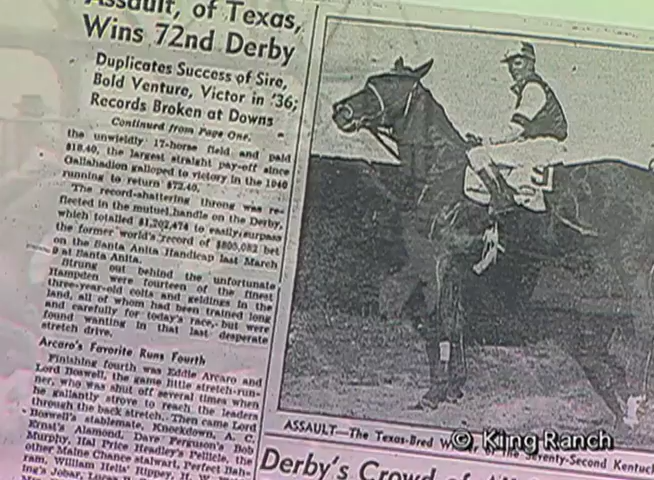 Assault, of Texas,
Wins 72nd Derby
Duplicates Success of Sire,
Bold Venture, Victor in '36;
Records Broken at Downs
Continued from Page One.
the unwieldly 17-horse field and paid
$18.40, the largest straight pay-off since
Gallahadion galloped to victory in the 1940
running to return $72.40.
The record-shattering throng was re-
flected in the mutuel handle on the Derby,
which totalled $1,202,474 to easily surpass
the former world's record of bet
on the Santa Anita Handicap last March
9 at Santa Anita.
Strung out behind the unfortunate
Hampden were fourteen of the finest
three-year-old colts and geldings in the
land, all of whom had been trained long
and carefully for today's race, but were
found wanting in that last desperate
stretch drive.
Arcaro's Favorite Runs Fourth
Finishing fourth was Eddie Arcaro and
Lord Boswell, the game little stretch-run-
ner, who was shut off several times when
he gallantly strove to reach the leaders
through the back stretch. Then came Lord
Boswell's stablemate, Knockdown, A. C.
Ernst's Alamond, Dave Ferguson's Bob
Murphy, Hal Price Headley's Pellicle, the
other Maine Chance stalwart, Perfect Bah-
ram, William Helis' Rippey, H. W.
ing's Jobar,
ASSAULT—The Texas-Bred of The Seventy-Second Kentuc
© King Ranch
Derby's Crowd of